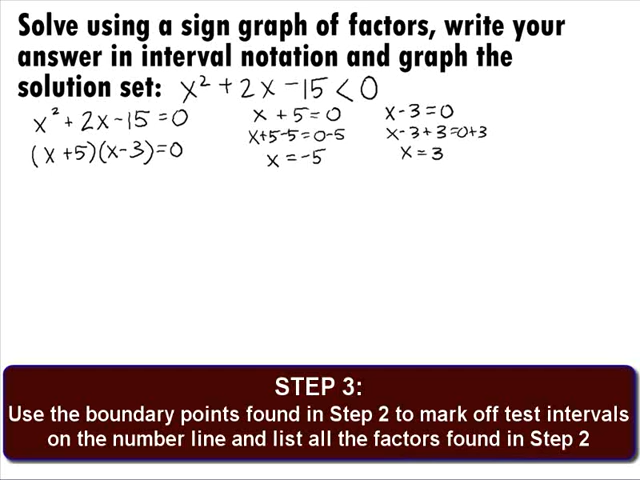 Solve using a sign graph of factors, write your
answer in interval notation and graph the
solution set: x² + 2x - 15 < 0
x² + 2x - 15 = 0
(x + 5)(x - 3) = 0
x + 5 = 0
x + 5 - 5 = 0 - 5
x = -5
x - 3 = 0
x - 3 + 3 = 0 + 3
x = 3
STEP 3:
Use the boundary points found in Step 2 to mark off test intervals
on the number line and list all the factors found in Step 2